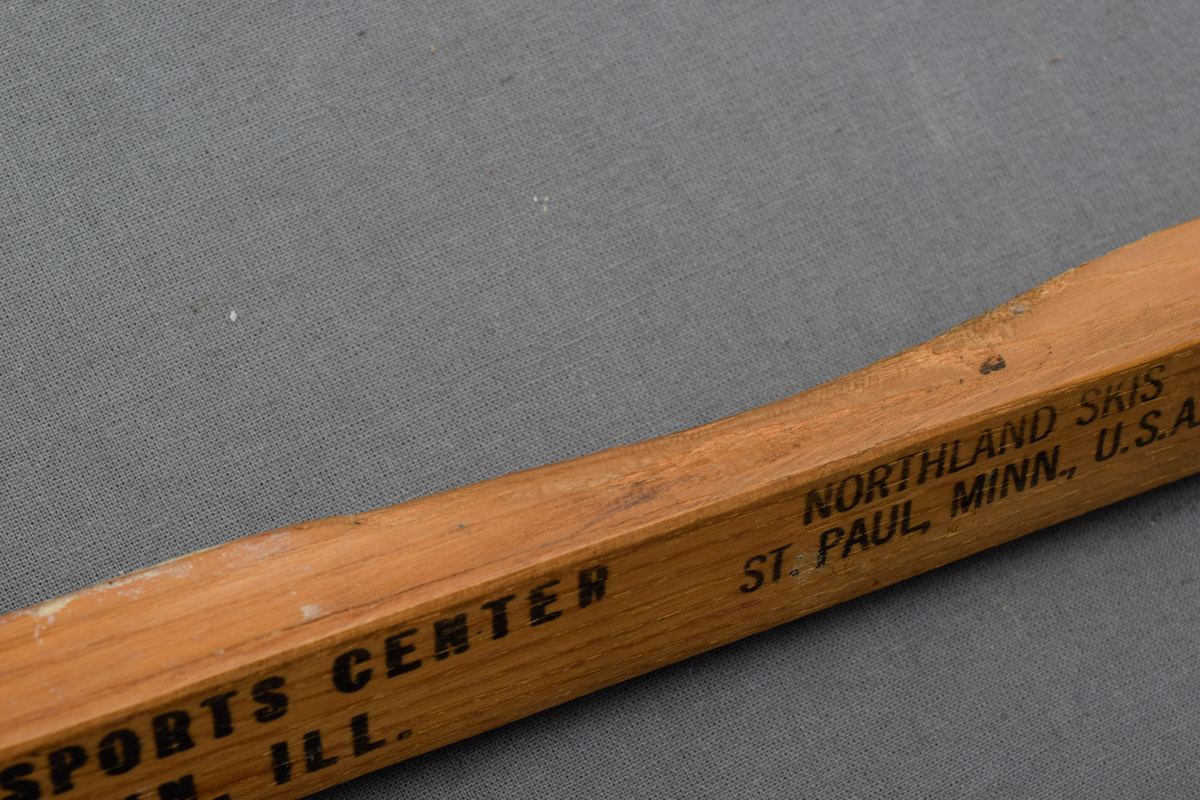 SPORTS CENTER
ILL.
NORTHLAND SKIS
ST. PAUL, MINN., U.S.A.